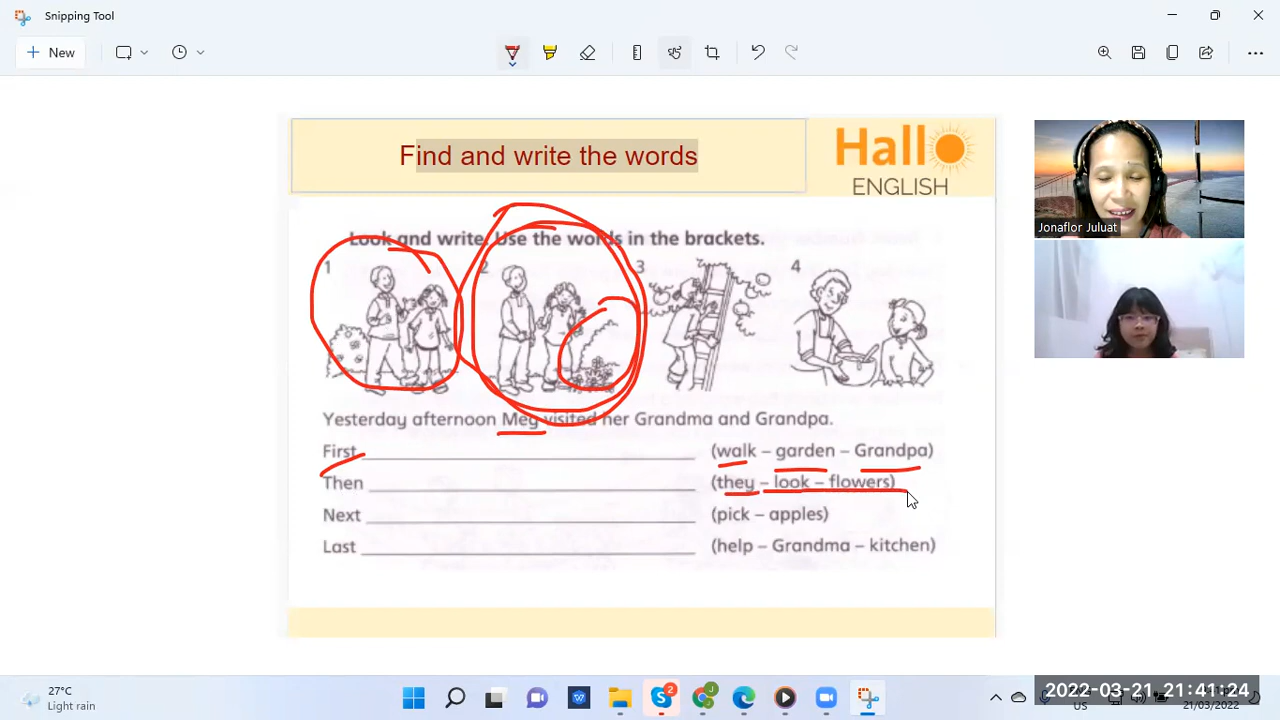 Snipping Tool
New
Find and write the words
Hallo
ENGLISH
Look and write. Use the words in the brackets.
1
2
3
4
Yesterday afternoon Meg visited her Grandma and Grandpa.
First (walk – garden – Grandpa)
Then (they – look – flowers)
Next (pick – apples)
Last (help – Grandma – kitchen)
Jonaflor Juluat
27°C
Light rain
2
J
2022-03-21 21:41:24
US
21/03/2022